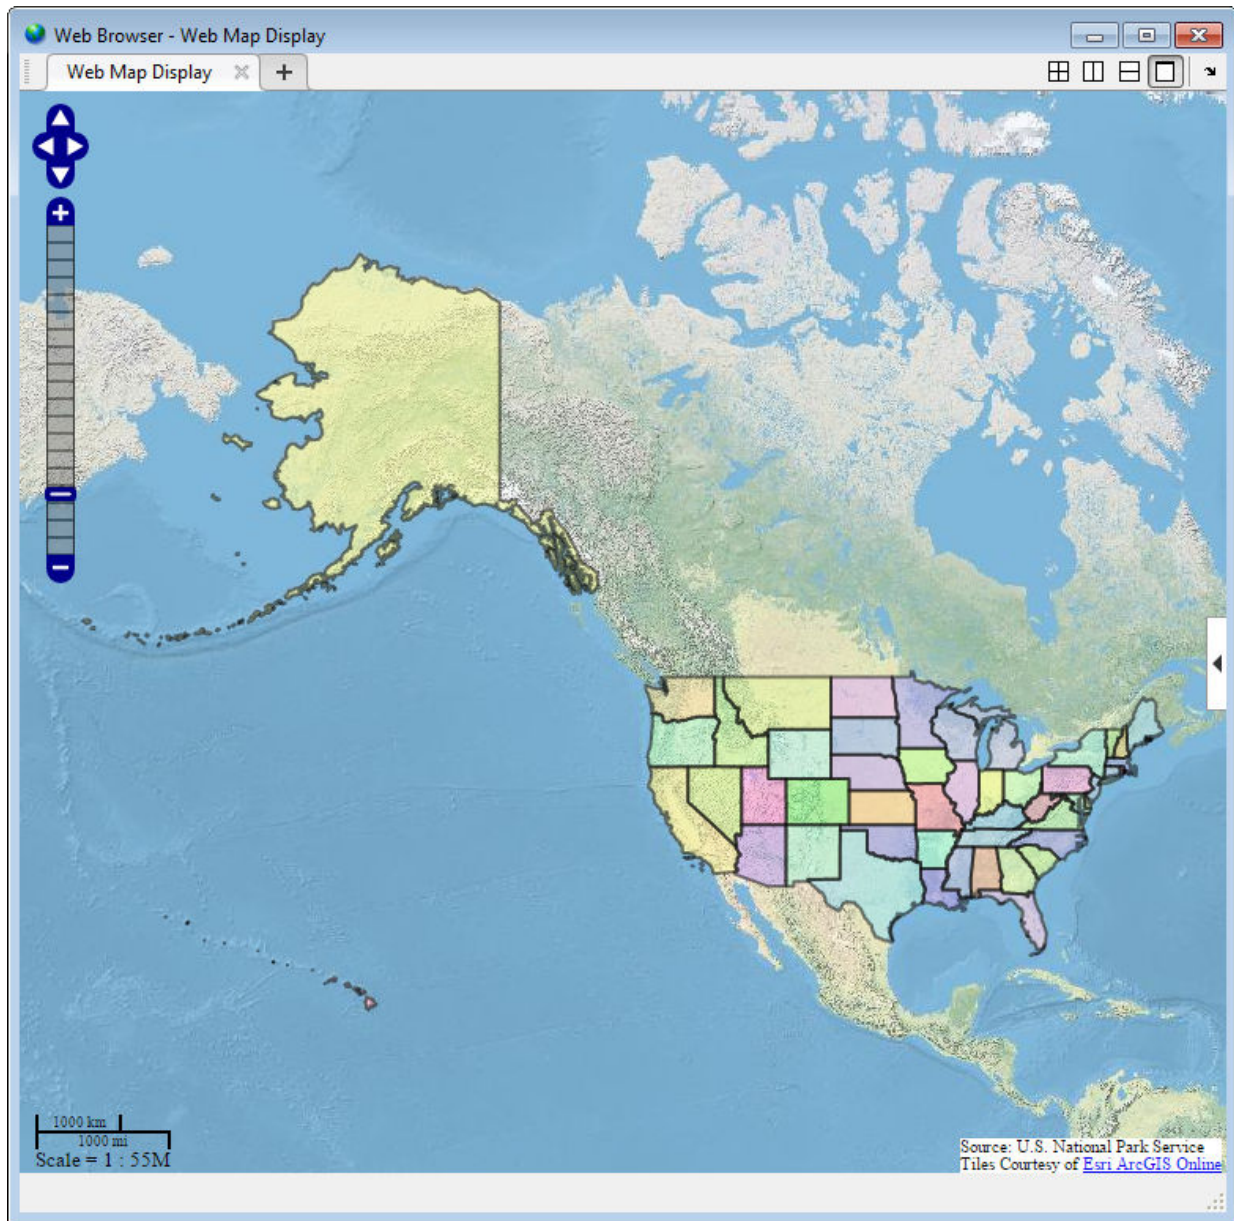 Web Browser - Web Map Display
Web Map Display
1000 km
1000 mi
Scale = 1 : 55M
Source: U.S. National Park Service
Tiles Courtesy of Esri ArcGIS Online